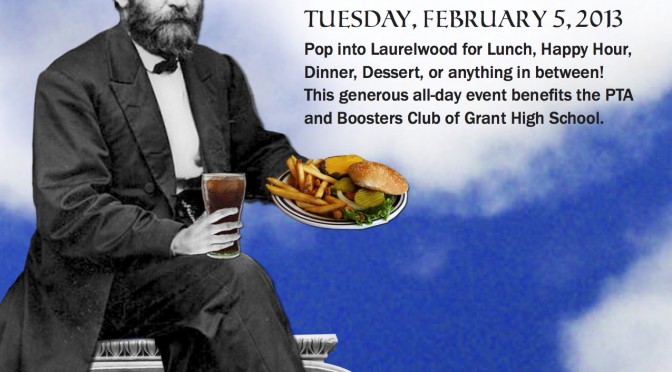 TUESDAY, FEBRUARY 5, 2013
Pop into Laurelwood for Lunch, Happy Hour,
Dinner, Dessert, or anything in between!
This generous all-day event benefits the PTA
and Boosters Club of Grant High School.